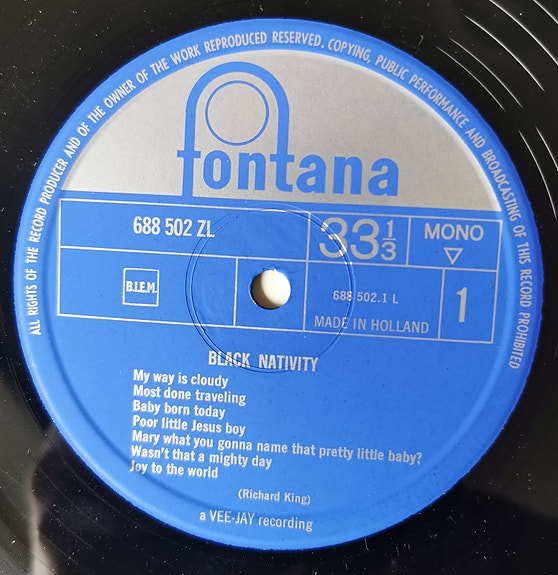 ALL RIGHTS OF THE RECORD PRODUCER AND OF THE OWNER OF THE WORK REPRODUCED RESERVED. COPYING, PUBLIC PERFORMANCE AND BROADCASTING OF THIS RECORD PROHIBITED
fontana
688 502 ZL
33 1/3
MONO
B.I.E.M.
688 502.1 L
MADE IN HOLLAND
1
BLACK NATIVITY
My way is cloudy
Most done traveling
Baby born today
Poor little Jesus boy
Mary what you gonna name that pretty little baby?
Wasn't that a mighty day
Joy to the world
(Richard King)
a VEE-JAY recording